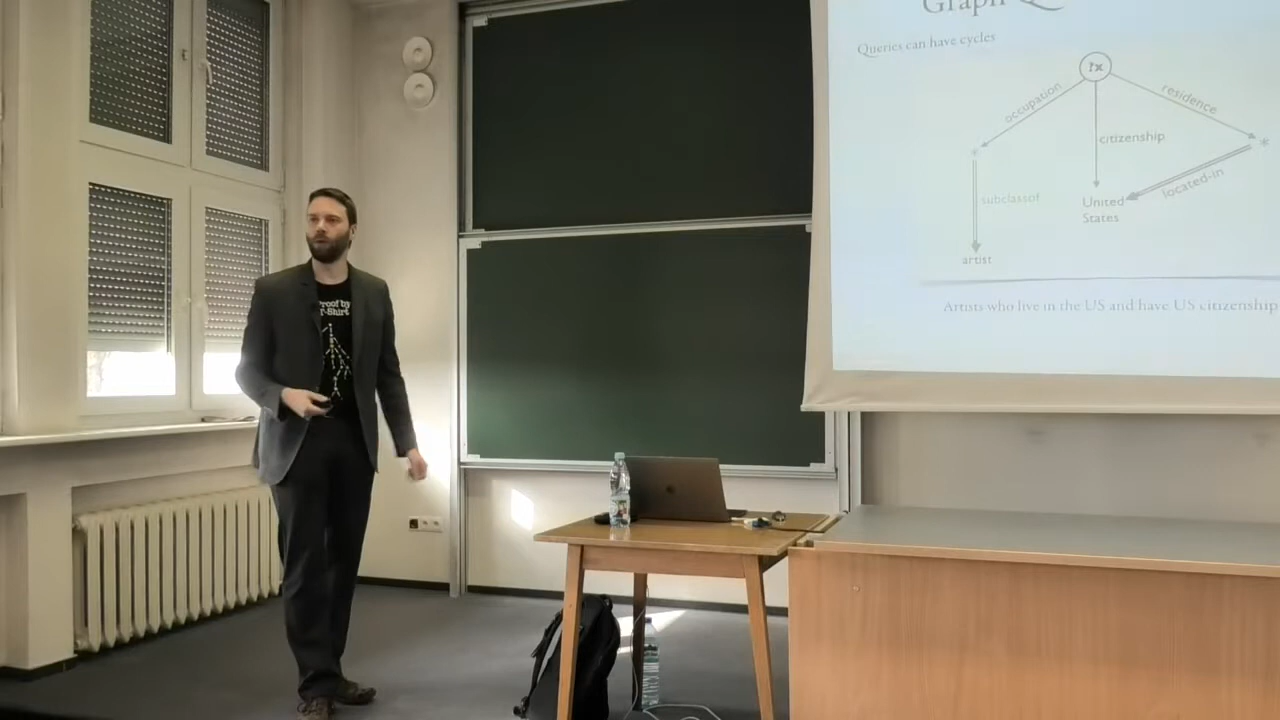 Graph Q
Queries can have cycles
?x
occupation
residence
* *
citizenship
subclassof
located-in
United
States
artist
Artists who live in the US and have US citizenship
Proof by
T-Shirt